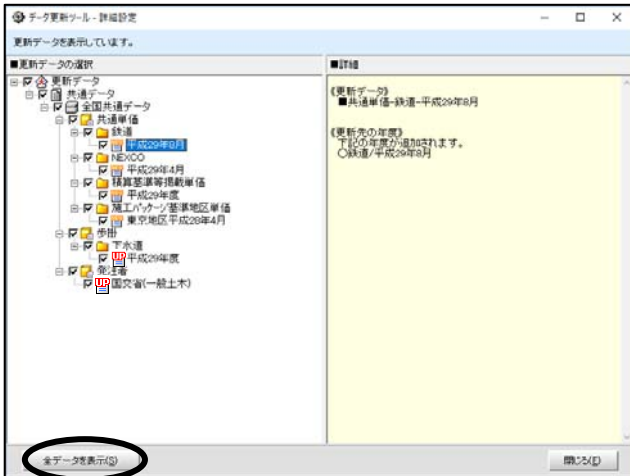 データ更新ツール - 詳細設定
更新データを表示しています。
■更新データの選択
更新データ
共通データ
全国共通データ
共通単価
鉄道
平成29年8月
NEXCO
平成29年4月
積算基準等掲載単価
平成29年度
施工パッケージ基準地区単価
東京地区平成28年4月
歩掛
下水道
UP 平成29年度
発注者
UP 国交省(一般土木)
■詳細
《更新データ》
■共通単価-鉄道-平成29年8月
《更新先の年度》
下記の年度が追加されます。
○鉄道/平成29年8月
全データを表示(S)
閉じる(E)